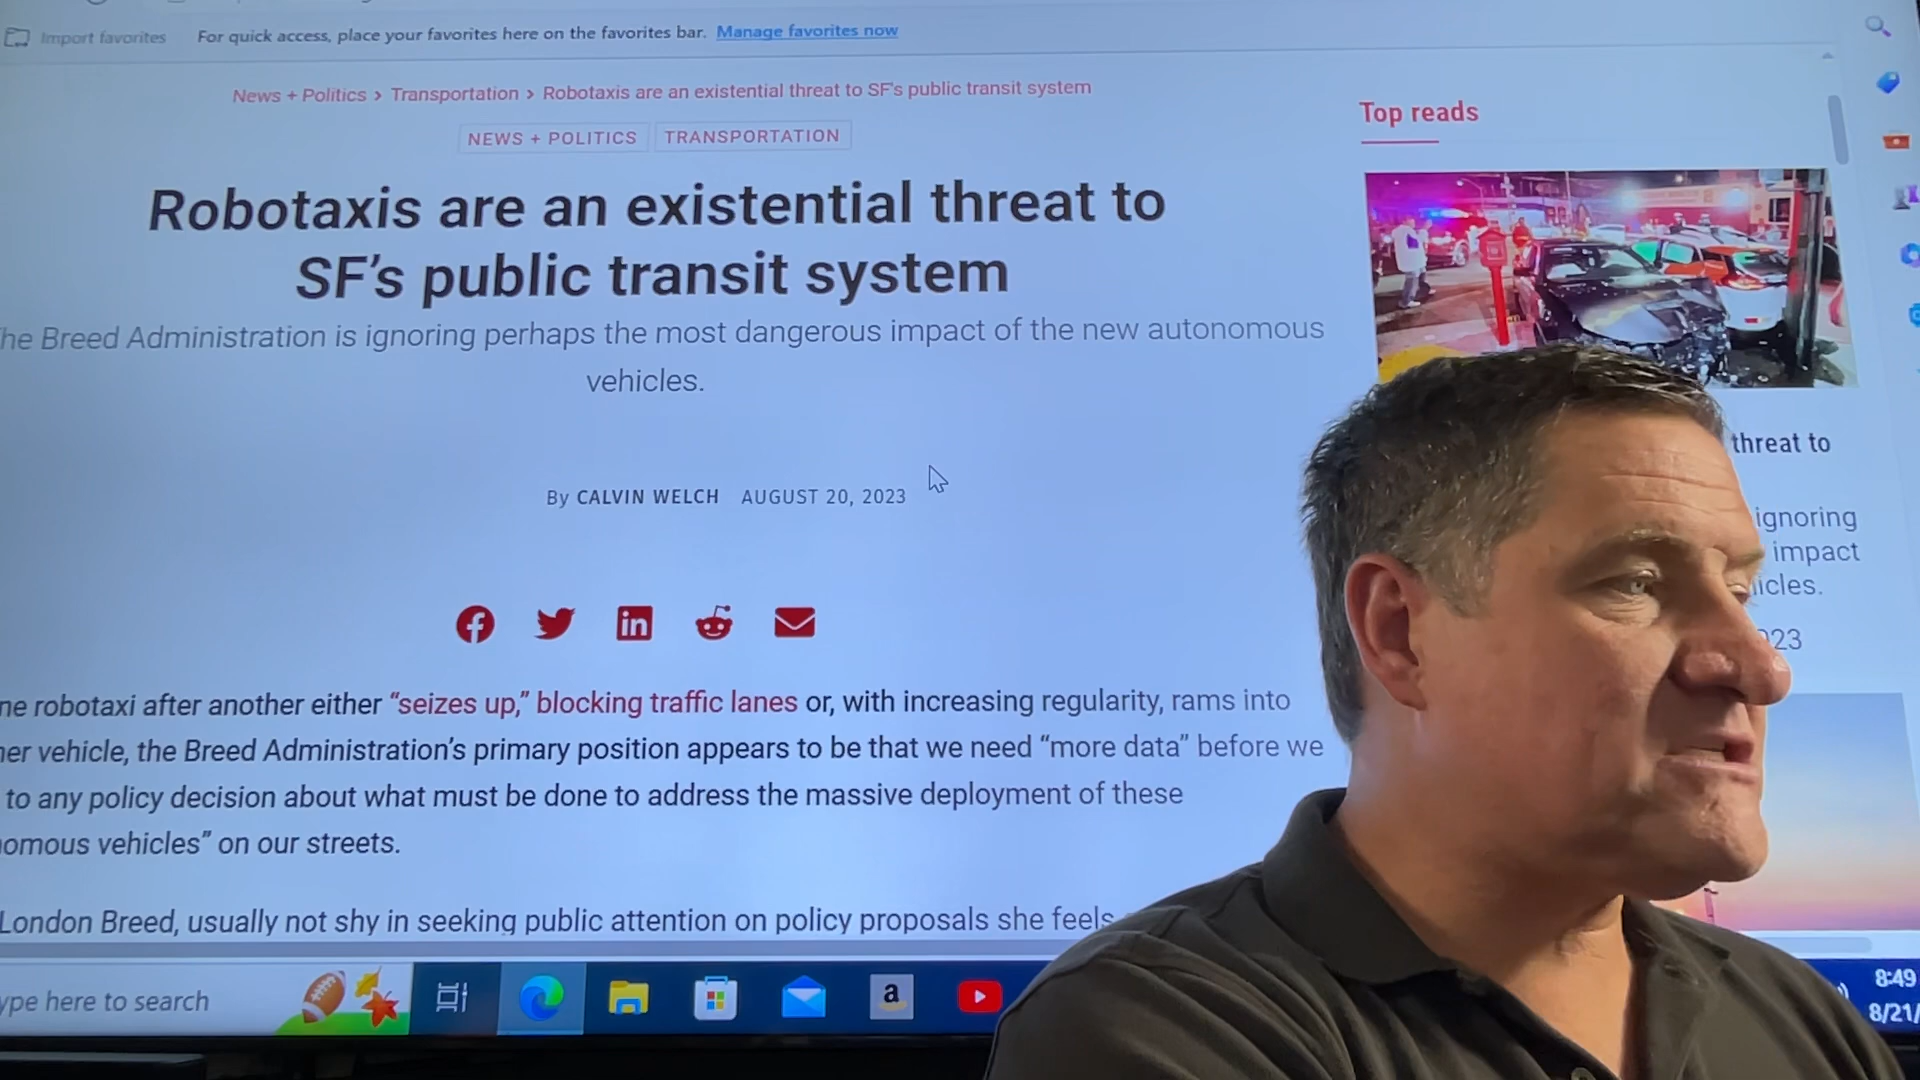 Import favorites For quick access, place your favorites here on the favorites bar. Manage favorites now
News + Politics > Transportation > Robotaxis are an existential threat to SF's public transit system
NEWS + POLITICS TRANSPORTATION
Robotaxis are an existential threat to
SF's public transit system
he Breed Administration is ignoring perhaps the most dangerous impact of the new autonomous
vehicles.
By CALVIN WELCH AUGUST 20, 2023
ne robotaxi after another either “seizes up,” blocking traffic lanes or, with increasing regularity, rams into
er vehicle, the Breed Administration's primary position appears to be that we need “more data” before we
to any policy decision about what must be done to address the massive deployment of these
omous vehicles” on our streets.
London Breed, usually not shy in seeking public attention on policy proposals she feels
Top reads
threat to
ignoring
impact
icles.
23
ype here to search
a
8:49
8/21/